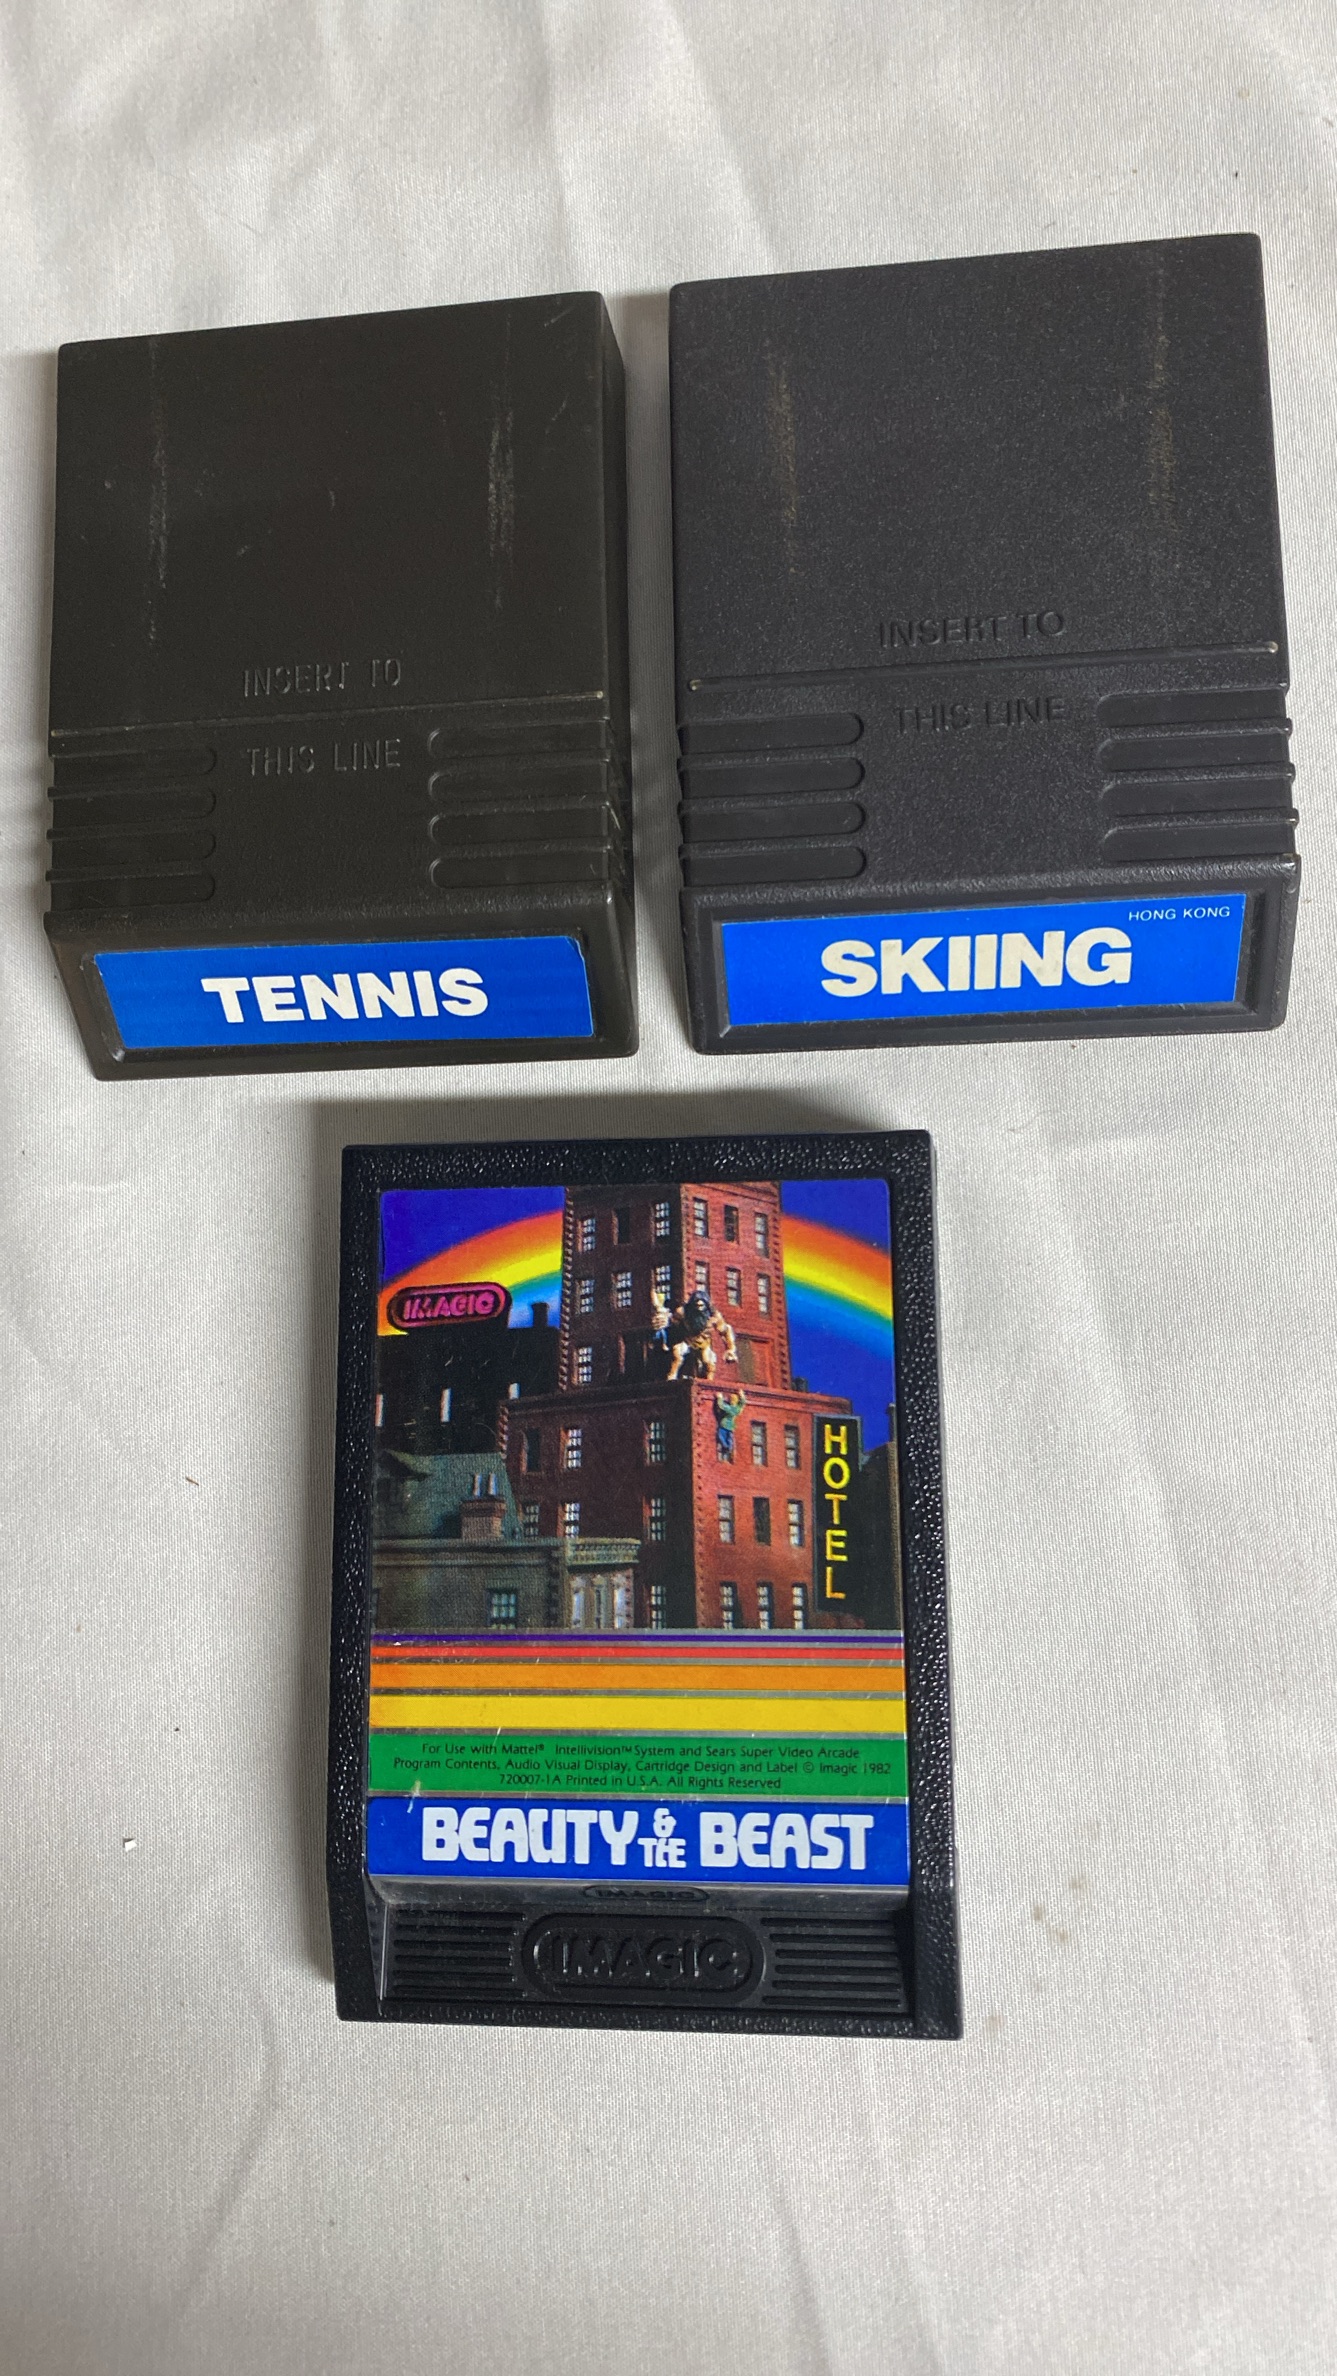 INSERT TO
THIS LINE
TENNIS
INSERT TO
THIS LINE
HONG KONG
SKIING
IMAGIC
HOTEL
For Use with Mattel® Intellivision™ System and Sears Super Video Arcade
Program Contents, Audio Visual Display, Cartridge Design and Label © Imagic 1982
720007-1A Printed in U.S.A. All Rights Reserved
BEAUTY & THE BEAST
IMAGIC
IMAGIC